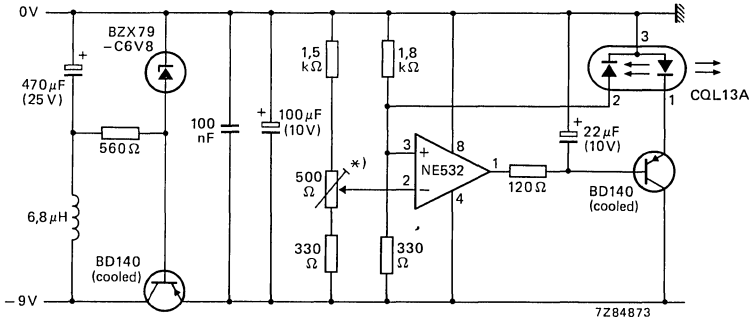 0V
BZX79
-C6V8
+
470µF
(25V)
560Ω
6,8µH
BD140
(cooled)
-9V
100
nF
+
100µF
(10V)
1,5
kΩ
500
Ω
*)
330
Ω
1,8
kΩ
330
Ω
3
+
2
-
NE532
8
4
1
120Ω
+
22µF
(10V)
3
2
1
CQL13A
BD140
(cooled)
7Z84873